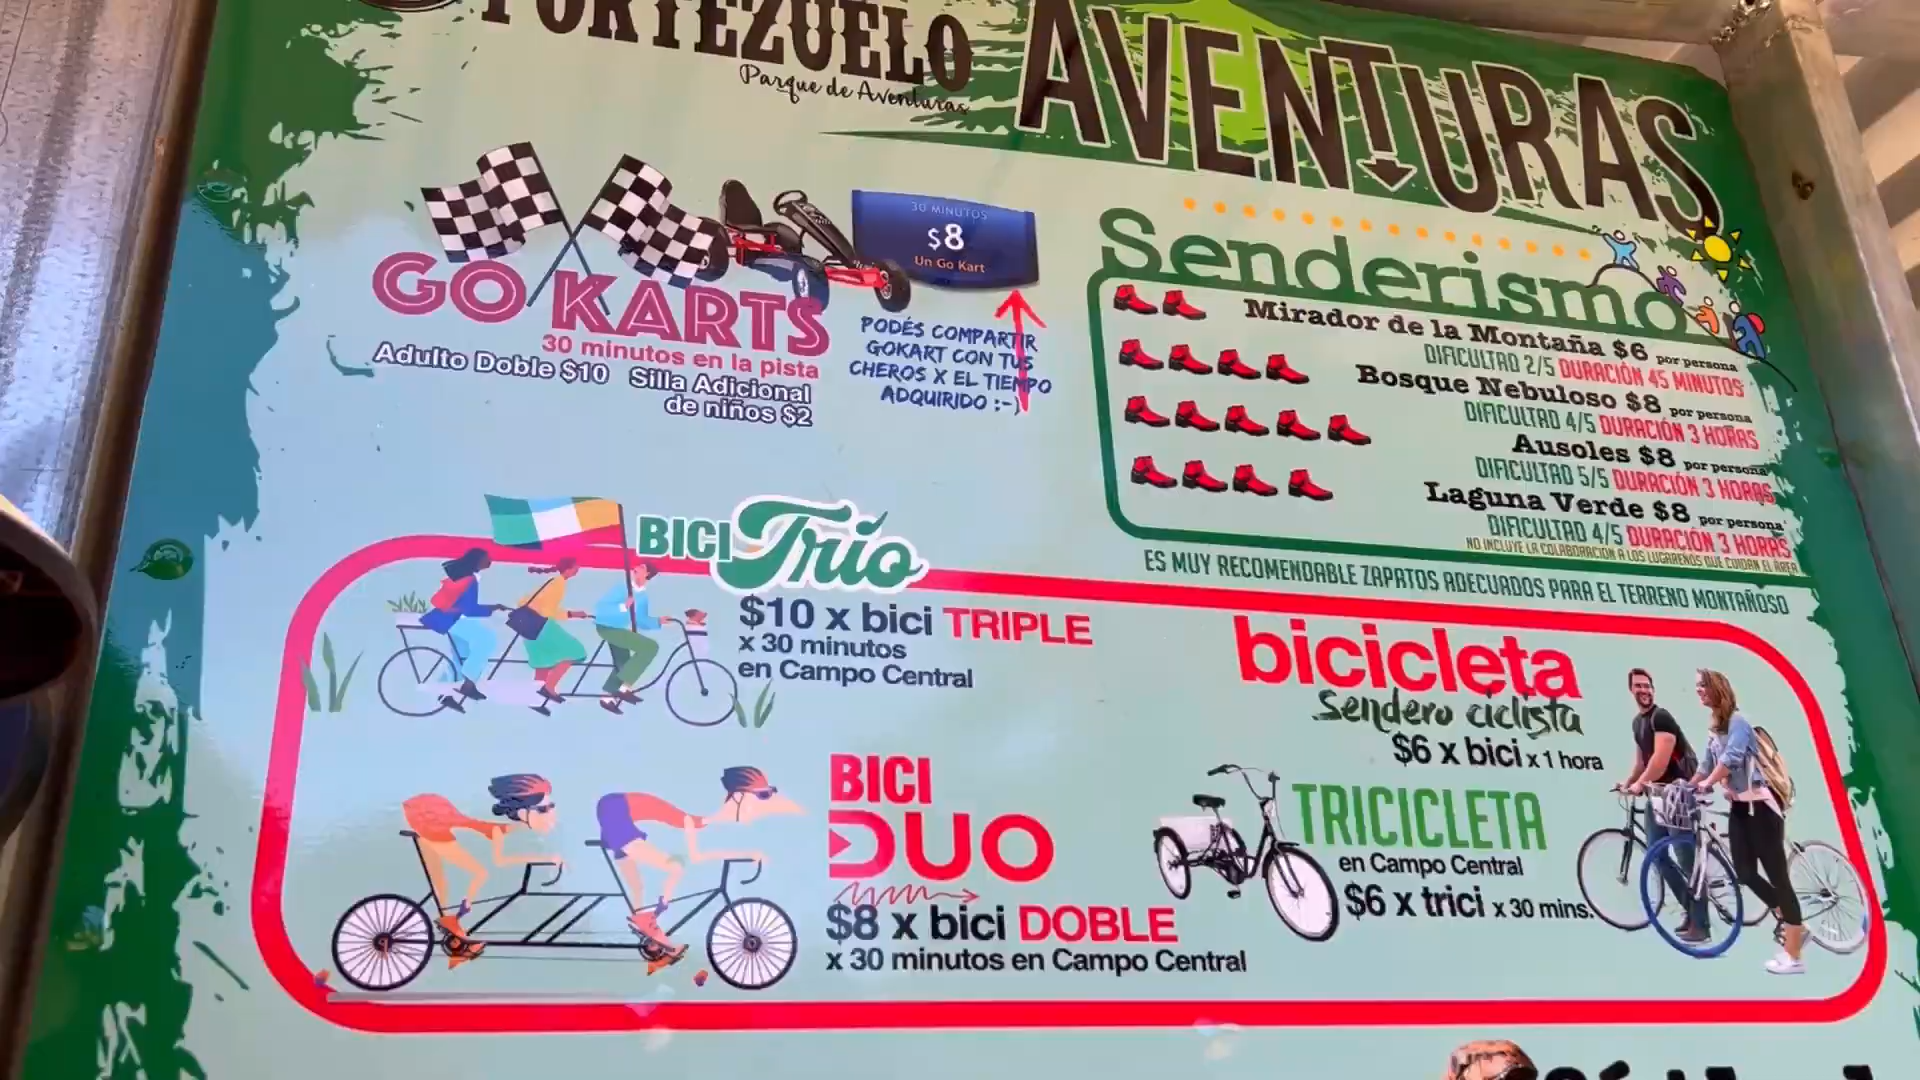 PORTEZUELO
Parque de Aventuras
AVENTURAS
30 MINUTOS
$8
Un Go Kart
GO KARTS
30 minutos en la pista
Adulto Doble $10 Silla Adicional
de niños $2
PODÉS COMPARTIR
GOKART CON TUS
CHEROS X EL TIEMPO
ADQUIRIDO :-)
Senderismo
Mirador de la Montaña $6 por persona
DIFICULTAD 2/5 DURACIÓN 45 MINUTOS
Bosque Nebuloso $8 por persona
DIFICULTAD 4/5 DURACIÓN 3 HORAS
Ausoles $8 por persona
DIFICULTAD 5/5 DURACIÓN 3 HORAS
Laguna Verde $8 por persona
DIFICULTAD 4/5 DURACIÓN 3 HORAS
NO INCLUYE LA COLABORACION A LOS LUGAREÑOS QUE CUIDAN EL AREA
ES MUY RECOMENDABLE ZAPATOS ADECUADOS PARA EL TERRENO MONTAÑOSO
BICI Trío
$10 x bici TRIPLE
x 30 minutos
en Campo Central
bicicleta
Sendero ciclista
$6 x bici x 1 hora
BICI
DUO
$8 x bici DOBLE
x 30 minutos en Campo Central
TRICICLETA
en Campo Central
$6 x trici x 30 mins.